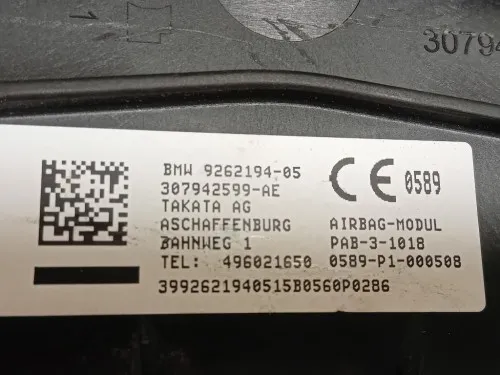 1
30794
BMW 9262194-05
307942599-AE
TAKATA AG
ASCHAFFENBURG
BAHNWEG 1
TEL: 496021650
CE 0589
AIRBAG-MODUL
PAB-3-1018
0589-P1-000508
3992621940515B0560P0286